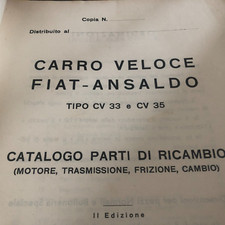 Copia N.
Distribuito al
CARRO VELOCE
FIAT-ANSALDO
TIPO CV 33 e CV 35
CATALOGO PARTI DI RICAMBIO
(MOTORE, TRASMISSIONE, FRIZIONE, CAMBIO)
II Edizione